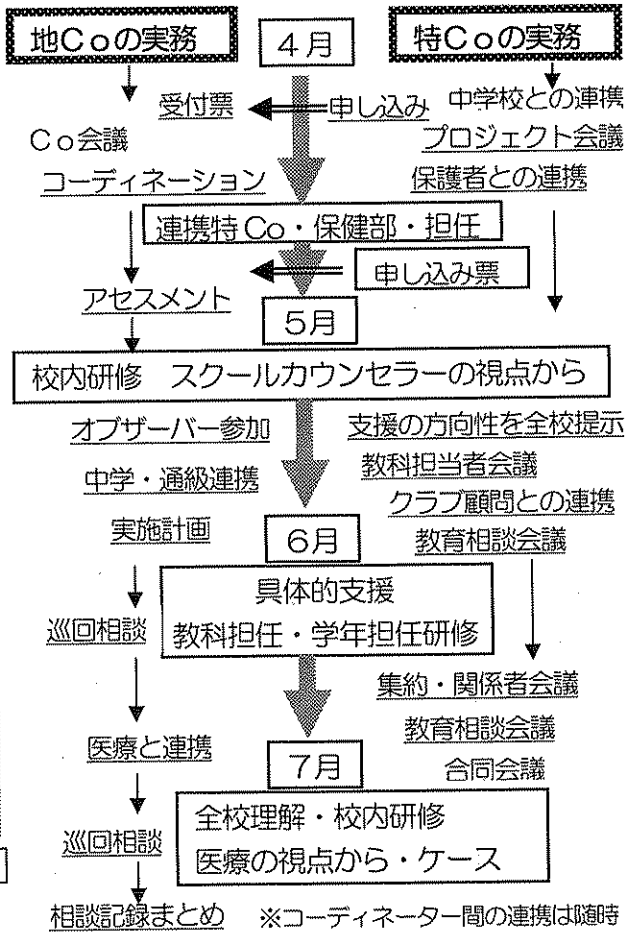 地Coの実務
4月
特Coの実務
受付票
申し込み
中学校との連携
Co会議
プロジェクト会議
コーディネーション
保護者との連携
連携特Co・保健部・担任
申し込み票
アセスメント
5月
校内研修 スクールカウンセラーの視点から
オブザーバー参加
支援の方向性を全校提示
教科担当者会議
中学・通級連携
クラブ顧問との連携
実施計画
6月
教育相談会議
具体的支援
教科担任・学年担任研修
巡回相談
集約・関係者会議
医療と連携
教育相談会議
7月
合同会議
全校理解・校内研修
巡回相談
医療の視点から・ケース
相談記録まとめ ※コーディネーター間の連携は随時